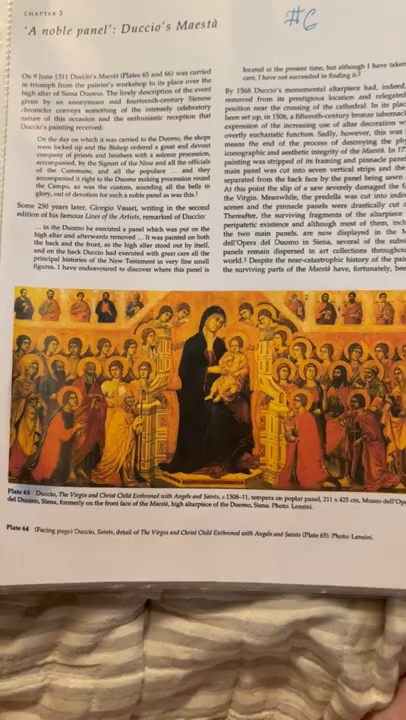 CHAPTER 3
#6
'A noble panel': Duccio's Maestà
On 9 June 1311 Duccio's Maestà (Plates 65 and 66) was carried
in triumph from the painter's workshop to its place over the
high altar of Siena Duomo. The lively description of the event
given by an anonymous mid fourteenth-century Sienese
chronicler conveys something of the intensely celebratory
nature of this occasion and the enthusiastic reception that
Duccio's painting received:
On the day on which it was carried to the Duomo, the shops
were locked up and the Bishop ordered a great and devout
company of priests and brothers with a solemn procession,
accompanied, by the Signori of the Nine and all the officials
of the Commune, and all the populace ... and they
accompanied it right to the Duomo making procession round
the Campo, as was the custom, sounding all the bells in
glory, out of devotion for such a noble panel as was this.¹
Some 250 years later, Giorgio Vasari, writing in the second
edition of his famous Lives of the Artists, remarked of Duccio:
... in the Duomo he executed a panel which was put on the
high altar and afterwards removed ... It was painted on both
the back and the front, as the high altar stood out by itself,
and on the back Duccio had executed with great care all the
principal histories of the New Testament in very fine small
figures. I have endeavoured to discover where this panel is
located at the present time, but although I have taken
care, I have not succeeded in finding it.²
By 1568 Duccio's monumental altarpiece had, indeed,
removed from its prestigious location and relegated
position near the crossing of the cathedral. In its place
been set up, in 1506, a fifteenth-century bronze tabernacle
expression of the increasing use of altar decoration
overtly eucharistic function. Sadly, however, this was
means the end of the process of destroying the
iconographic and aesthetic integrity of the Maestà. In
painting was stripped of its framing and pinnacle
main panel was cut into seven vertical strips and the
separated from the back face by the panel being sawn
At this point the slip of a saw severely damaged the
the Virgin. Meanwhile, the predella was cut into
scenes and the pinnacle panels were drastically cut
Thereafter, the surviving fragments of the altarpiece
peripatetic existence and although most of them,
the two main panels, are now displayed in the
dell'Opera del Duomo in Siena, several of the
panels remain dispersed in art collections throughout
world.³ Despite the near-catastrophic history of the
the surviving parts of the Maestà have, fortunately,
Plate 65 Duccio, The Virgin and Christ Child Enthroned with Angels and Saints, c.1308–11, tempera on poplar panel, 211 x 425 cm, Museo dell'Opera
del Duomo, Siena, formerly on the front face of the Maestà, high altarpiece of the Duomo, Siena. Photo: Lensini.
Plate 64 (Facing page) Duccio, Saints, detail of The Virgin and Christ Child Enthroned with Angels and Saints (Plate 65). Photo: Lensini.